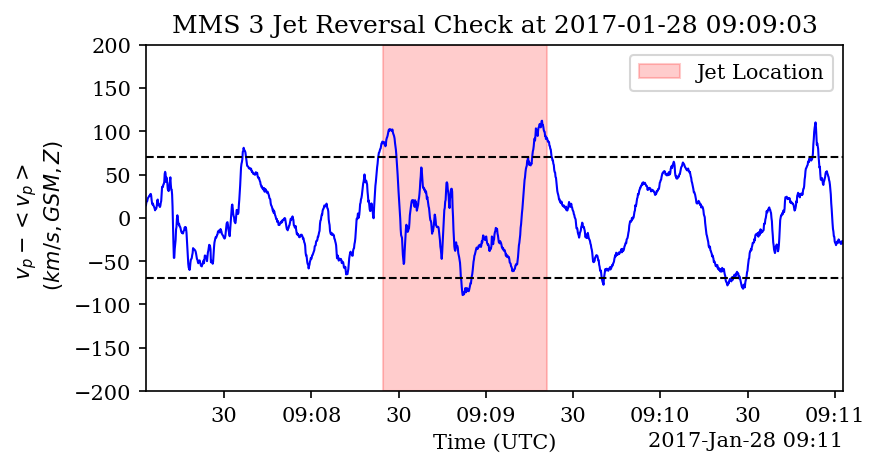 MMS 3 Jet Reversal Check at 2017-01-28 09:09:03
200
150
100
50
0
−50
−100
−150
−200
v_p − < v_p >
(km/s, GSM, Z)
Jet Location
30
09:08
30
09:09
30
09:10
30
09:11
Time (UTC)
2017-Jan-28 09:11